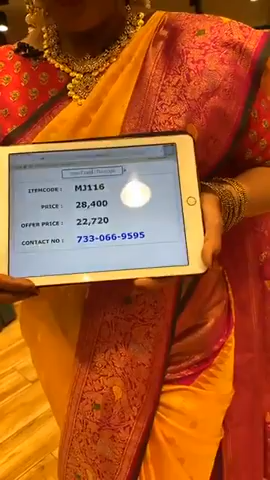 ITEMCODE : MJ116
PRICE : 28,400
OFFER PRICE : 22,720
CONTACT NO : 733-066-9595